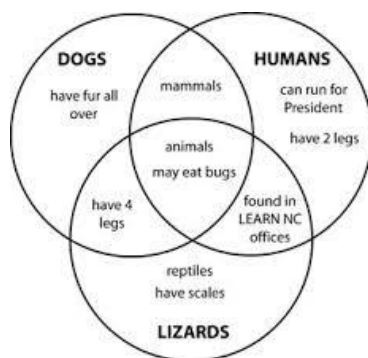 DOGS
HUMANS
have fur all
over
mammals
can run for
President
have 2 legs
animals
may eat bugs
have 4
legs
found in
LEARN NC
offices
reptiles
have scales
LIZARDS